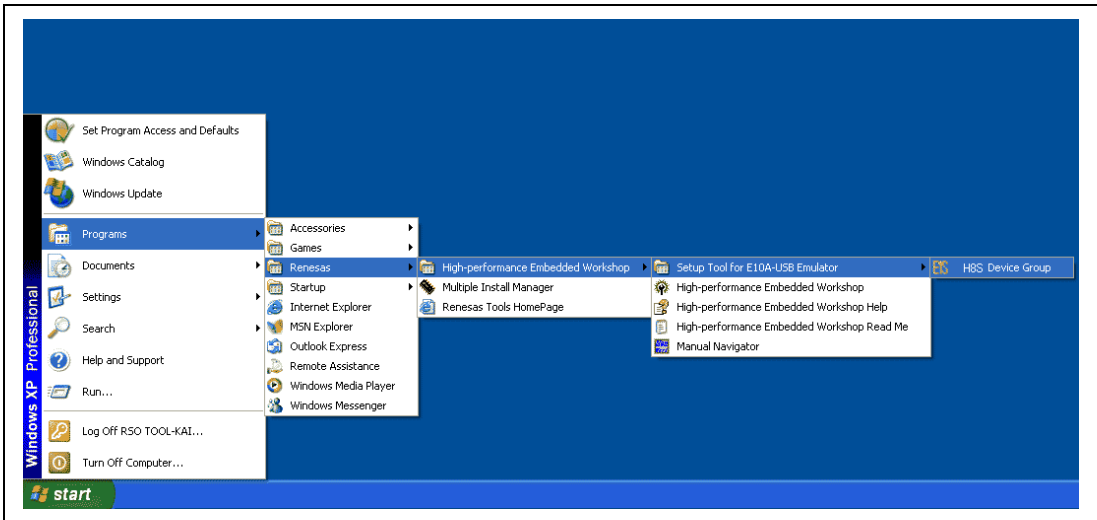 Set Program Access and Defaults
Windows Catalog
Windows Update
Programs
Documents
Settings
Search
Help and Support
Run...
Log Off RSO TOOL-KAI...
Turn Off Computer...
Windows XP Professional
start
Accessories
Games
Renesas
Startup
Internet Explorer
MSN Explorer
Outlook Express
Remote Assistance
Windows Media Player
Windows Messenger
High-performance Embedded Workshop
Multiple Install Manager
Renesas Tools HomePage
Setup Tool for E10A-USB Emulator
High-performance Embedded Workshop
High-performance Embedded Workshop Help
High-performance Embedded Workshop Read Me
Manual Navigator
H8S Device Group